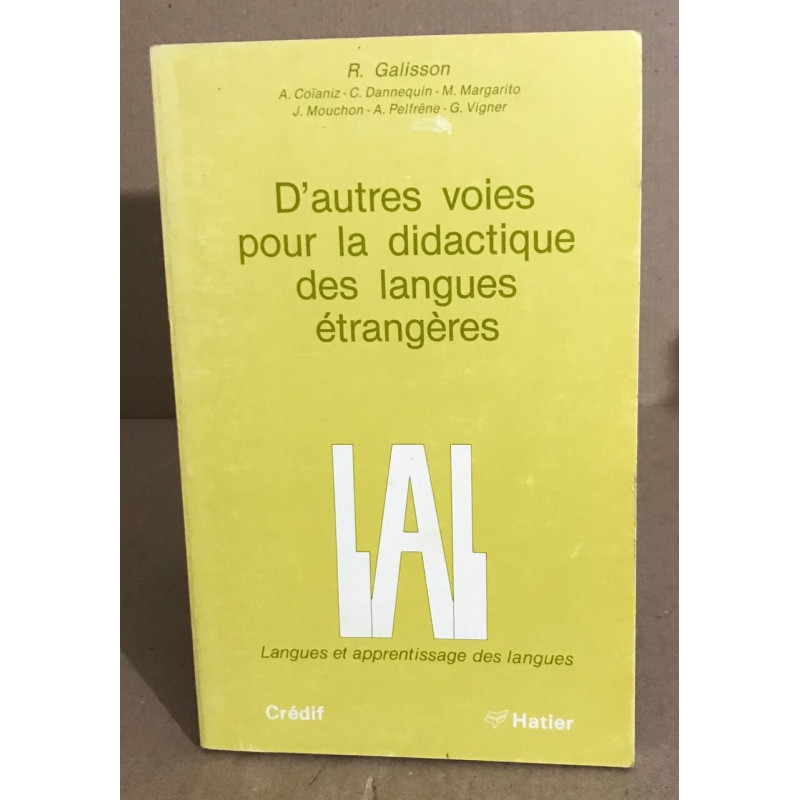 R. Galisson
A. Coïaniz - C. Dannequin - M. Margarito
J. Mouchon - A. Pelfrêne - G. Vigner
D'autres voies
pour la didactique
des langues
étrangères
LAL
Langues et apprentissage des langues
Crédif
Hatier